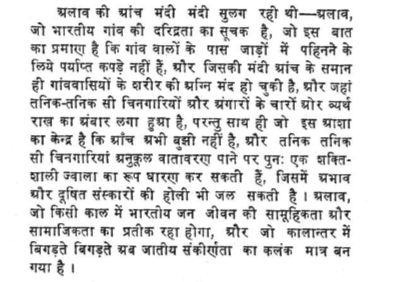 अलाव की आंच मंदी मंदी सुलग रही थी—अलाव,
जो भारतीय गांव की दरिद्रता का सूचक है, जो इस बात
का प्रमाण है कि गांव वालों के पास जाड़ों में पहिनने के
लिये पर्याप्त कपड़े नहीं हैं, और जिसकी मंदी आंच के समान
ही गांववासियों के शरीर की अग्नि मंद हो चुकी है, और जहां
तनिक-तनिक सी चिनगारियों और अंगारों के चारों ओर व्यर्थ
राख का अंबार लगा हुआ है, परन्तु साथ ही जो इस आशा
का केन्द्र है कि आँच अभी बुझी नहीं है, और तनिक तनिक
सी चिनगारियां अनुकूल वातावरण पाने पर पुनः एक शक्ति-
शाली ज्वाला का रूप धारण कर सकती हैं, जिसमें अभाव
और दूषित संस्कारों की होली भी जल सकती है । अलाव,
जो किसी काल में भारतीय जन जीवन की सामूहिकता और
सामाजिकता का प्रतीक रहा होगा, और जो कालान्तर में
बिगड़ते बिगड़ते अब जातीय संकीर्णता का कलंक मात्र बन
गया है ।